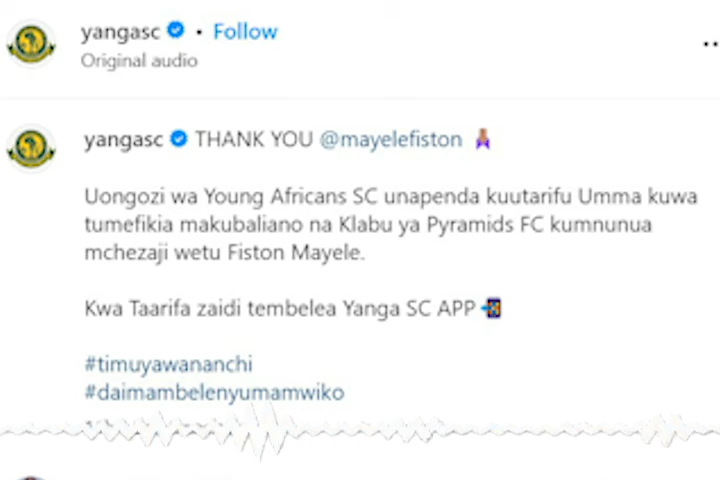 yangasc • Follow
Original audio
yangasc THANK YOU @mayelefiston
Uongozi wa Young Africans SC unapenda kuutarifu Umma kuwa
tumefikia makubaliano na Klabu ya Pyramids FC kumnunua
mchezaji wetu Fiston Mayele.
Kwa Taarifa zaidi tembelea Yanga SC APP
#timuyawananchi
#daimambelenyumamwiko